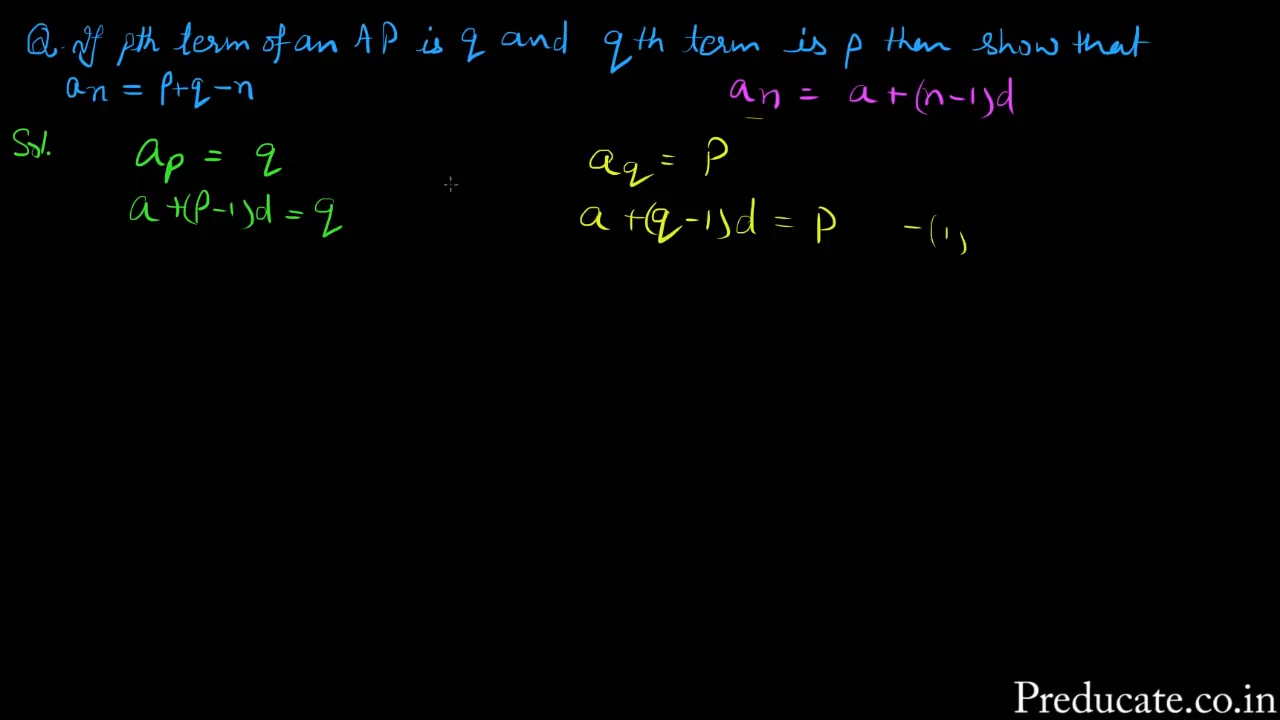 Q. If pth term of an AP is q and qth term is p then show that
an = p+q-n
an = a+(n-1)d
Sol.
ap = q
aq = p
a+(p-1)d = q
a+(q-1)d = p -(1)
Preducate.co.in